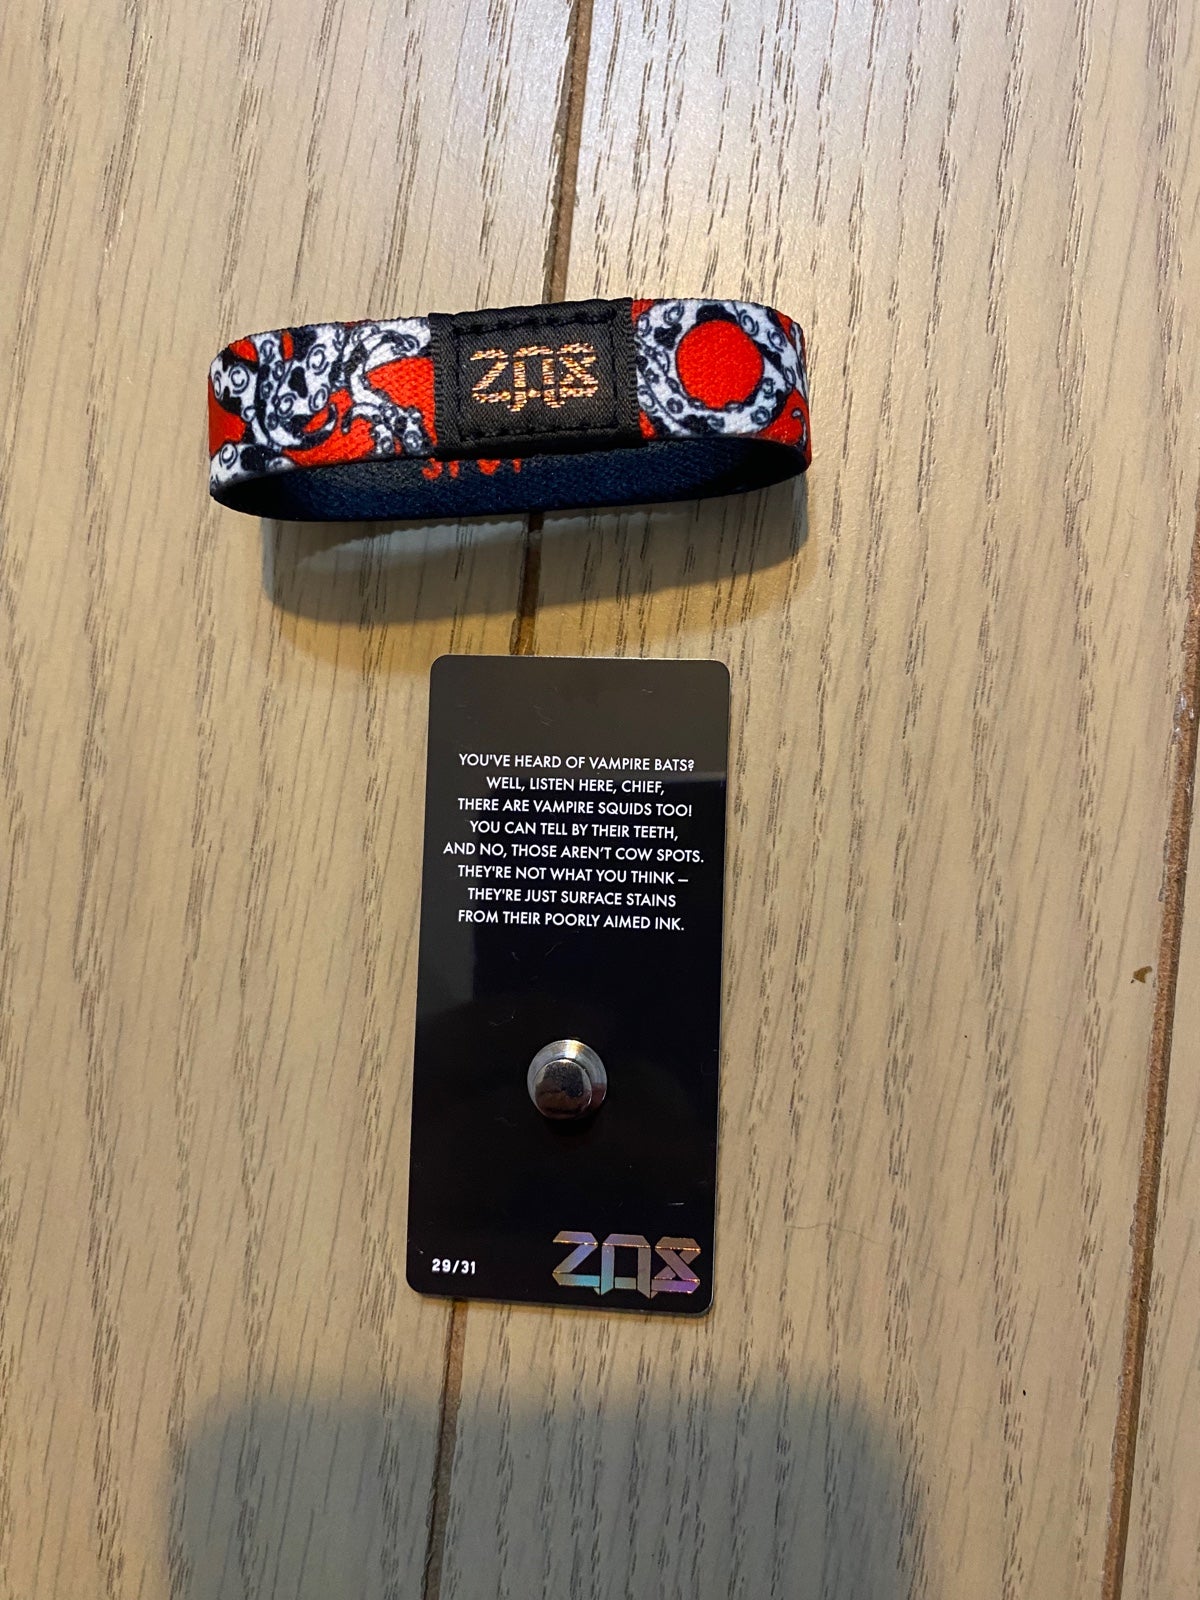 ZOX
YOU'VE HEARD OF VAMPIRE BATS?
WELL, LISTEN HERE, CHIEF,
THERE ARE VAMPIRE SQUIDS TOO!
YOU CAN TELL BY THEIR TEETH,
AND NO, THOSE AREN'T COW SPOTS.
THEY'RE NOT WHAT YOU THINK –
THEY'RE JUST SURFACE STAINS
FROM THEIR POORLY AIMED INK.
29/31
ZOX